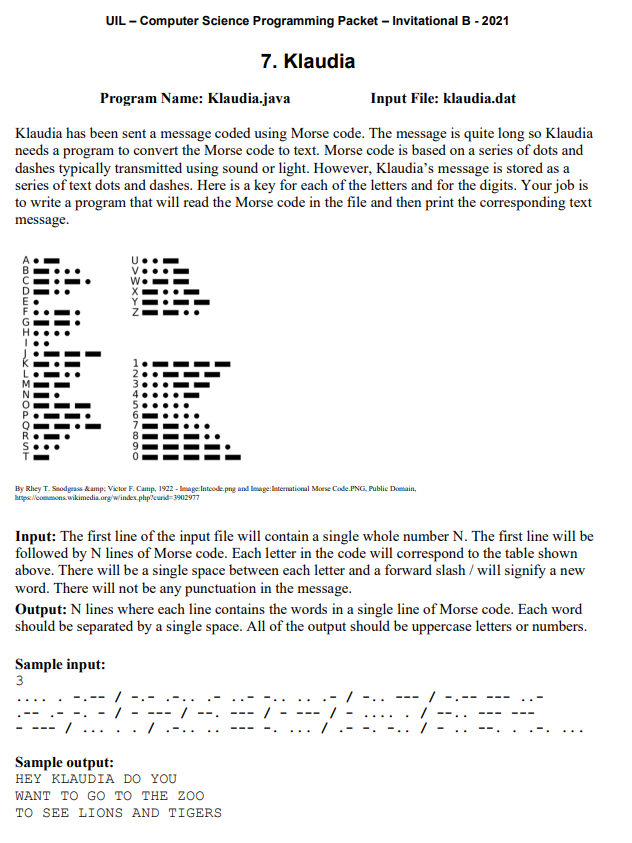 UIL – Computer Science Programming Packet – Invitational B - 2021
7. Klaudia
Program Name: Klaudia.java Input File: klaudia.dat
Klaudia has been sent a message coded using Morse code. The message is quite long so Klaudia
needs a program to convert the Morse code to text. Morse code is based on a series of dots and
dashes typically transmitted using sound or light. However, Klaudia's message is stored as a
series of text dots and dashes. Here is a key for each of the letters and for the digits. Your job is
to write a program that will read the Morse code in the file and then print the corresponding text
message.
A
B
C
D
E
F
G
H
I
J
K
L
M
N
O
P
Q
R
S
T
U
V
W
X
Y
Z
1
2
3
4
5
6
7
8
9
0
By Rhey T. Snodgrass &amp; Victor F. Camp, 1922 - Image:Intcode.png and Image:International Morse Code.PNG, Public Domain,
https://commons.wikimedia.org/w/index.php?curid=3902977
Input: The first line of the input file will contain a single whole number N. The first line will be
followed by N lines of Morse code. Each letter in the code will correspond to the table shown
above. There will be a single space between each letter and a forward slash / will signify a new
word. There will not be any punctuation in the message.
Output: N lines where each line contains the words in a single line of Morse code. Each word
should be separated by a single space. All of the output should be uppercase letters or numbers.
Sample input:
3
.... . -.-- / -.- .-.. .- ..- -.. .. .- / -.. --- / -.-- --- ..-
.-- .- -. - / - --- / --. --- / - --- / - .... . / --.. --- ---
- --- / ... . . / .-.. .. --- -. ... / .- -. -.. / - .. --. . .-. ...
Sample output:
HEY KLAUDIA DO YOU
WANT TO GO TO THE ZOO
TO SEE LIONS AND TIGERS